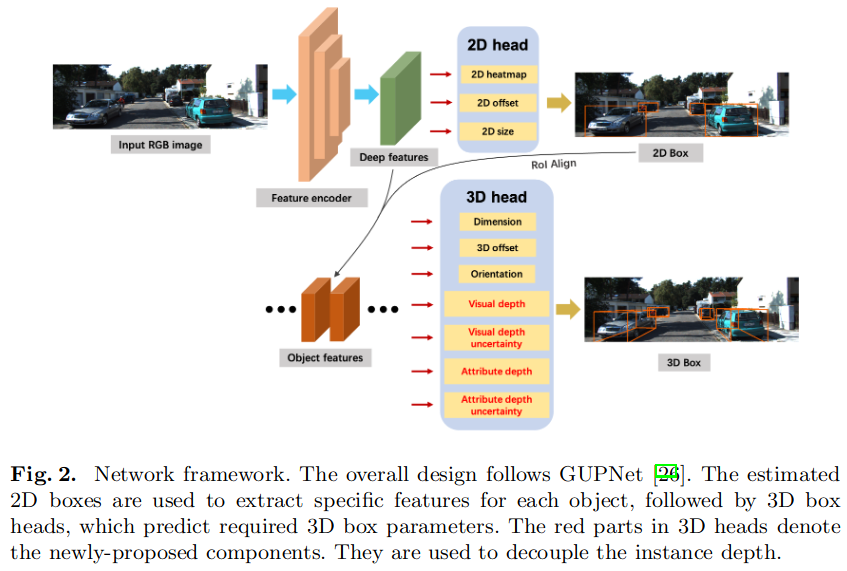 2D head
2D heatmap
2D offset
2D size
Input RGB image
Deep features
Feature encoder
2D Box
RoI Align
3D head
Dimension
3D offset
Orientation
Visual depth
Visual depth
uncertainty
Attribute depth
Attribute depth
uncertainty
Object features
3D Box
Fig. 2. Network framework. The overall design follows GUPNet [26]. The estimated
2D boxes are used to extract specific features for each object, followed by 3D box
heads, which predict required 3D box parameters. The red parts in 3D heads denote
the newly-proposed components. They are used to decouple the instance depth.